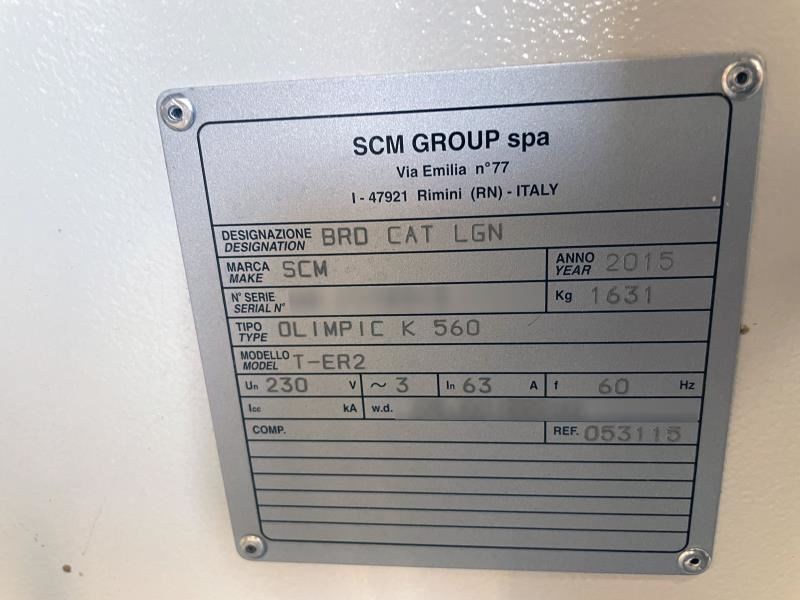 SCM GROUP spa
Via Emilia n°77
I - 47921 Rimini (RN) - ITALY
DESIGNAZIONE
DESIGNATION BRD CAT LGN
MARCA
MAKE SCM
ANNO
YEAR 2015
N° SERIE
SERIAL N°
Kg 1631
TIPO
TYPE OLIMPIC K 560
MODELLO
MODEL T-ER2
Un 230 V ~ 3 In 63 A f 60 Hz
Icc kA w.d.
COMP. REF. 053115